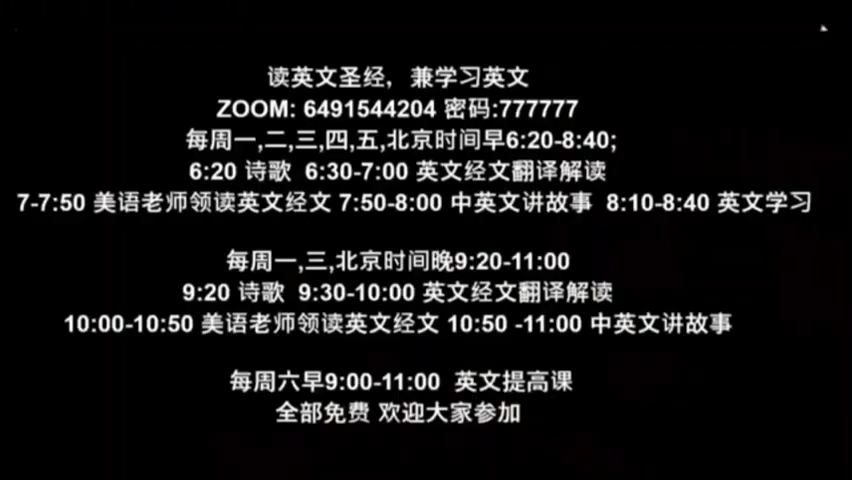 读英文圣经，兼学习英文
ZOOM: 6491544204 密码:777777
每周一,二,三,四,五,北京时间早6:20-8:40;
6:20 诗歌 6:30-7:00 英文经文翻译解读
7-7:50 美语老师领读英文经文 7:50-8:00 中英文讲故事 8:10-8:40 英文学习
每周一,三,北京时间晚9:20-11:00
9:20 诗歌 9:30-10:00 英文经文翻译解读
10:00-10:50 美语老师领读英文经文 10:50 -11:00 中英文讲故事
每周六早9:00-11:00 英文提高课
全部免费 欢迎大家参加